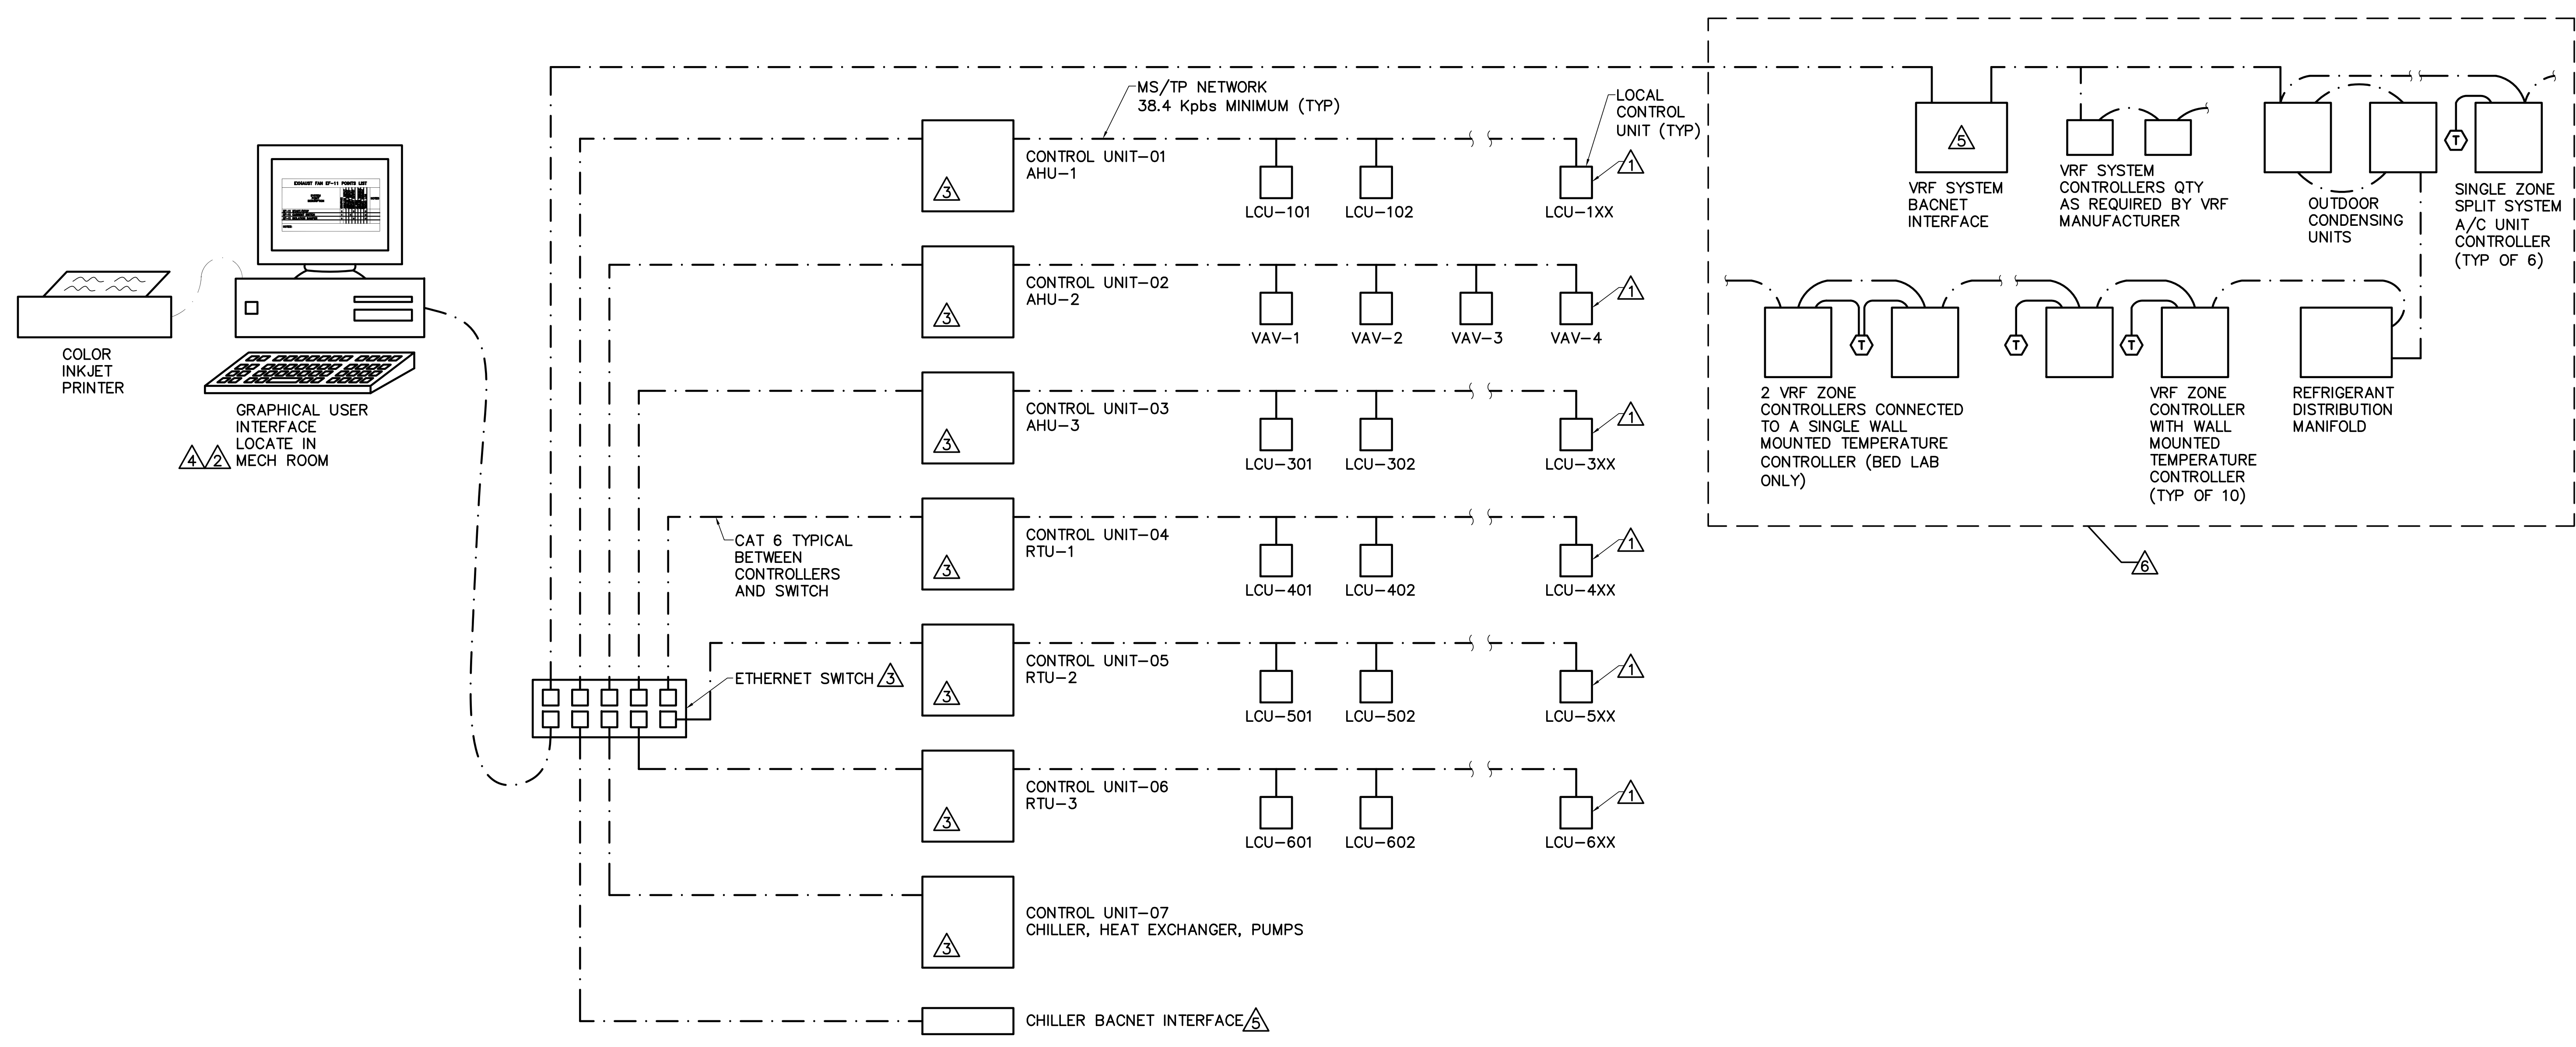 MS/TP NETWORK
38.4 Kpbs MINIMUM (TYP)
LOCAL
CONTROL
UNIT (TYP)
CONTROL UNIT-01
AHU-1
3
LCU-101
LCU-102
LCU-1XX
1
CONTROL UNIT-02
AHU-2
3
VAV-1
VAV-2
VAV-3
VAV-4
1
CONTROL UNIT-03
AHU-3
3
LCU-301
LCU-302
LCU-3XX
1
CONTROL UNIT-04
RTU-1
3
LCU-401
LCU-402
LCU-4XX
1
CONTROL UNIT-05
RTU-2
3
LCU-501
LCU-502
LCU-5XX
1
CONTROL UNIT-06
RTU-3
3
LCU-601
LCU-602
LCU-6XX
1
CONTROL UNIT-07
CHILLER, HEAT EXCHANGER, PUMPS
3
CHILLER BACNET INTERFACE 5
EXHAUST FAN EF-11 POINTS LIST
COLOR
INKJET
PRINTER
GRAPHICAL USER
INTERFACE
LOCATE IN
MECH ROOM
4 2
CAT 6 TYPICAL
BETWEEN
CONTROLLERS
AND SWITCH
ETHERNET SWITCH 3
5
VRF SYSTEM
BACNET
INTERFACE
VRF SYSTEM
CONTROLLERS QTY
AS REQUIRED BY VRF
MANUFACTURER
OUTDOOR
CONDENSING
UNITS
T
SINGLE ZONE
SPLIT SYSTEM
A/C UNIT
CONTROLLER
(TYP OF 6)
T
T
T
2 VRF ZONE
CONTROLLERS CONNECTED
TO A SINGLE WALL
MOUNTED TEMPERATURE
CONTROLLER (BED LAB
ONLY)
VRF ZONE
CONTROLLER
WITH WALL
MOUNTED
TEMPERATURE
CONTROLLER
(TYP OF 10)
REFRIGERANT
DISTRIBUTION
MANIFOLD
6